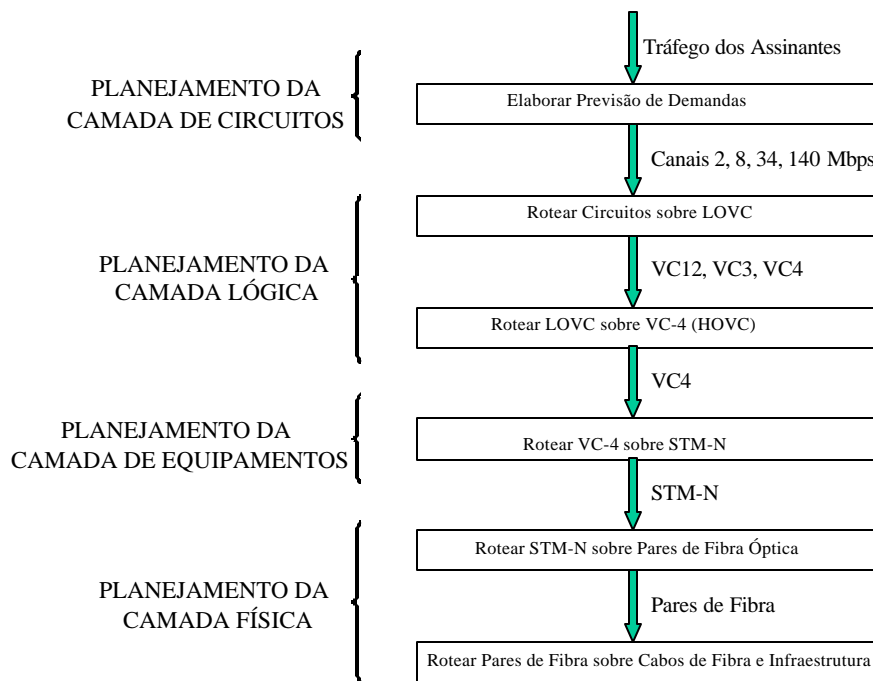 Tráfego dos Assinantes
PLANEJAMENTO DA
CAMADA DE CIRCUITOS
Elaborar Previsão de Demandas
Canais 2, 8, 34, 140 Mbps
Rotear Circuitos sobre LOVC
PLANEJAMENTO DA
CAMADA LÓGICA
VC12, VC3, VC4
Rotear LOVC sobre VC-4 (HOVC)
VC4
PLANEJAMENTO DA
CAMADA DE EQUIPAMENTOS
Rotear VC-4 sobre STM-N
STM-N
Rotear STM-N sobre Pares de Fibra Óptica
PLANEJAMENTO DA
CAMADA FÍSICA
Pares de Fibra
Rotear Pares de Fibra sobre Cabos de Fibra e Infraestrutura